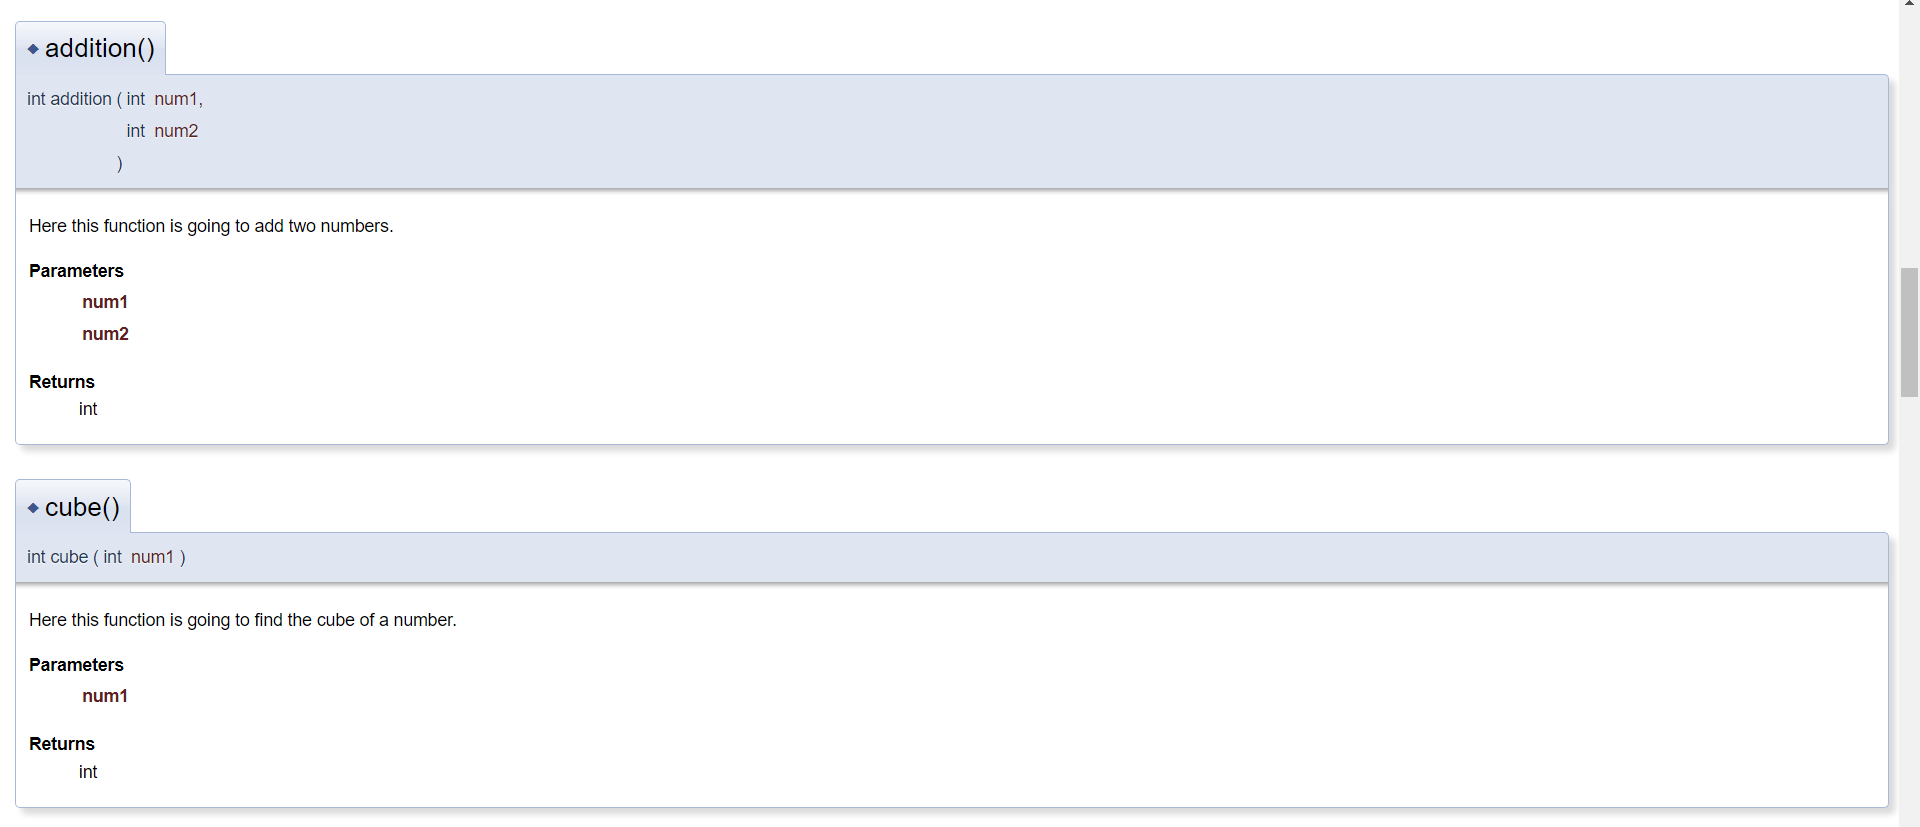 ◆ addition()
int addition ( int num1,
int num2
)
Here this function is going to add two numbers.
Parameters
num1
num2
Returns
int
◆ cube()
int cube ( int num1 )
Here this function is going to find the cube of a number.
Parameters
num1
Returns
int